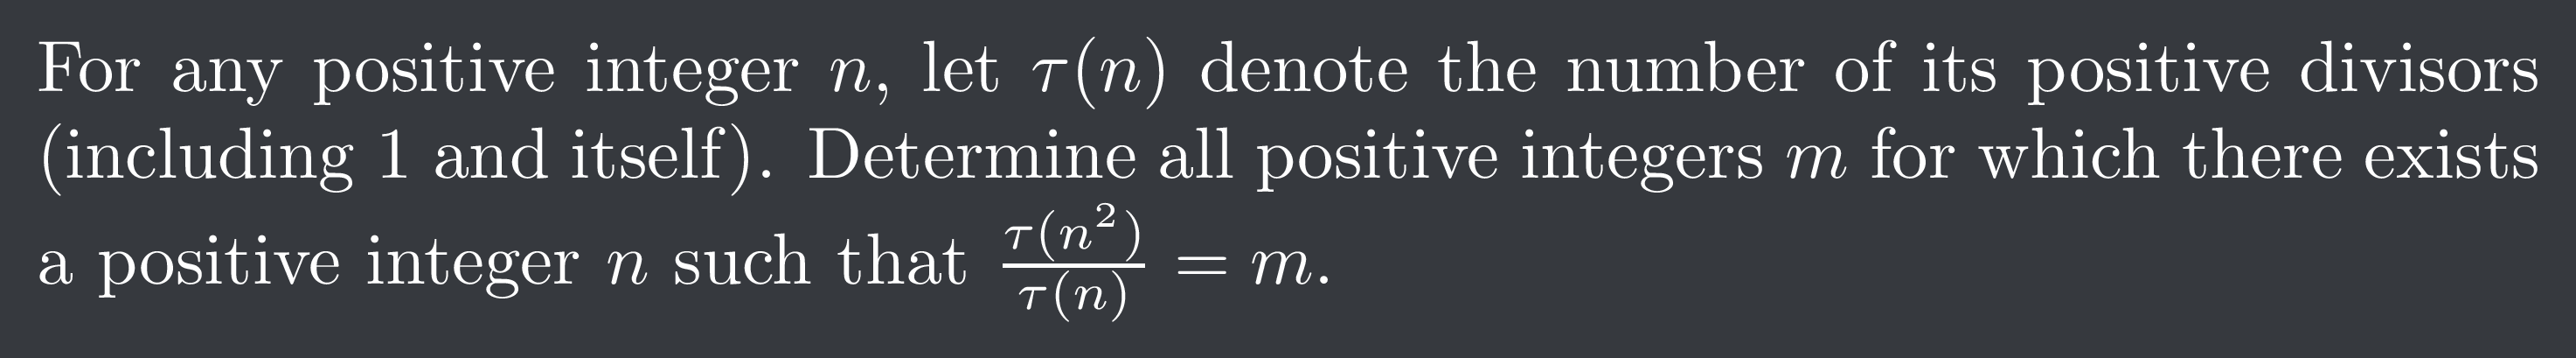 For any positive integer n, let τ(n) denote the number of its positive divisors
(including 1 and itself). Determine all positive integers m for which there exists
a positive integer n such that $\frac{\tau(n^2)}{\tau(n)} = m$.